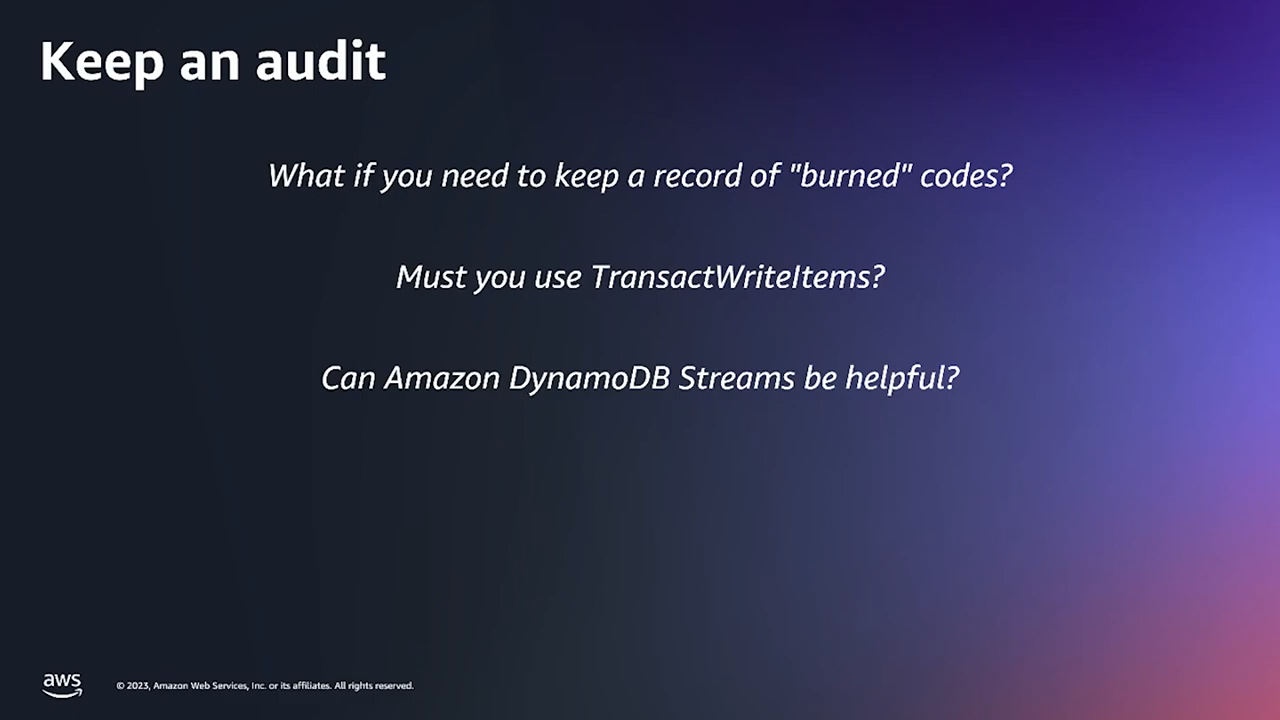 Keep an audit
What if you need to keep a record of "burned" codes?
Must you use TransactWriteItems?
Can Amazon DynamoDB Streams be helpful?
aws
© 2023, Amazon Web Services, Inc. or its affiliates. All rights reserved.